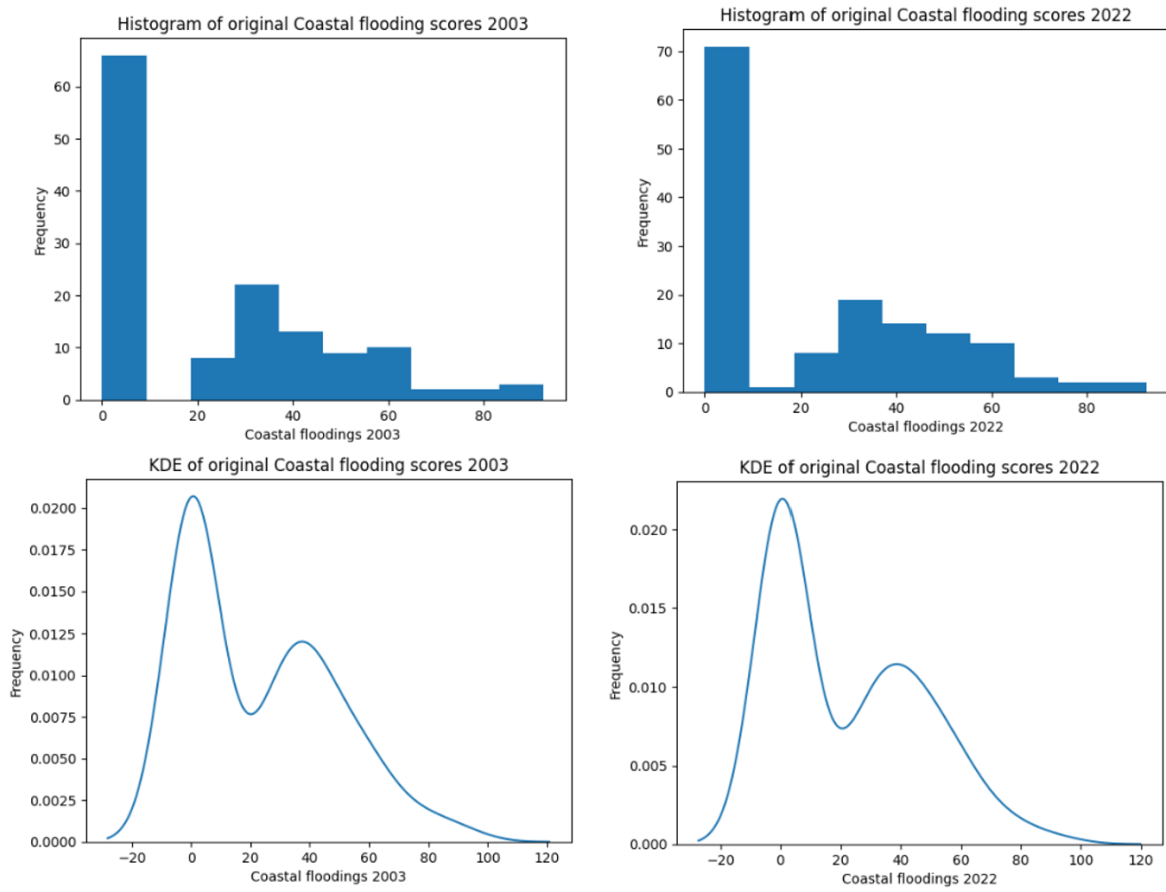 Histogram of original Coastal flooding scores 2003
60
50
40
30
20
10
0
Frequency
0 20 40 60 80
Coastal floodings 2003
Histogram of original Coastal flooding scores 2022
70
60
50
40
30
20
10
0
Frequency
0 20 40 60 80
Coastal floodings 2022
KDE of original Coastal flooding scores 2003
0.0200
0.0175
0.0150
0.0125
0.0100
0.0075
0.0050
0.0025
0.0000
Frequency
−20 0 20 40 60 80 100 120
Coastal floodings 2003
KDE of original Coastal flooding scores 2022
0.020
0.015
0.010
0.005
0.000
Frequency
−20 0 20 40 60 80 100 120
Coastal floodings 2022